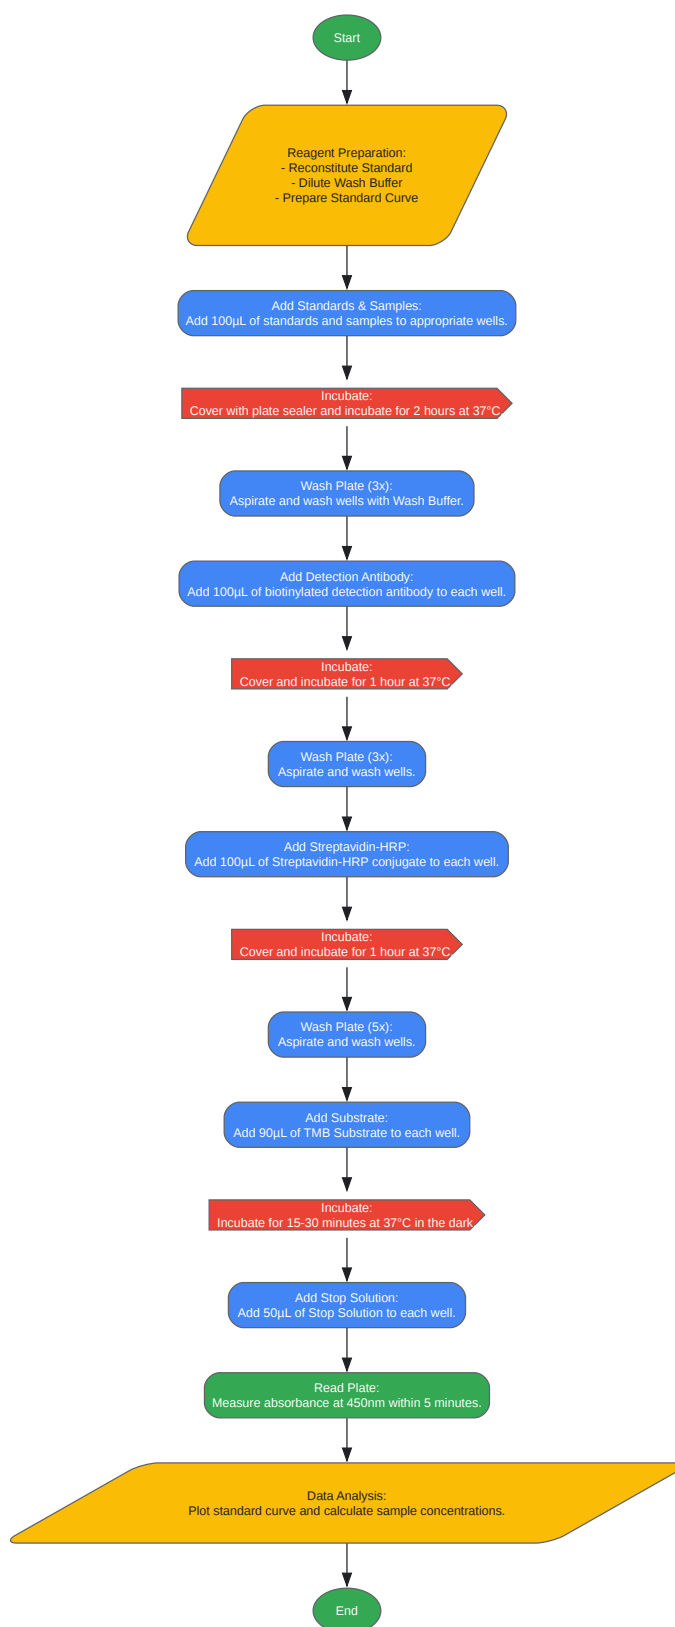 Start
Reagent Preparation:
- Reconstitute Standard
- Dilute Wash Buffer
- Prepare Standard Curve
Add Standards & Samples:
Add 100µL of standards and samples to appropriate wells.
Incubate:
Cover with plate sealer and incubate for 2 hours at 37°C.
Wash Plate (3x):
Aspirate and wash wells with Wash Buffer.
Add Detection Antibody:
Add 100µL of biotinylated detection antibody to each well.
Incubate:
Cover and incubate for 1 hour at 37°C.
Wash Plate (3x):
Aspirate and wash wells.
Add Streptavidin-HRP:
Add 100µL of Streptavidin-HRP conjugate to each well.
Incubate:
Cover and incubate for 1 hour at 37°C.
Wash Plate (5x):
Aspirate and wash wells.
Add Substrate:
Add 90µL of TMB Substrate to each well.
Incubate:
Incubate for 15-30 minutes at 37°C in the dark.
Add Stop Solution:
Add 50µL of Stop Solution to each well.
Read Plate:
Measure absorbance at 450nm within 5 minutes.
Data Analysis:
Plot standard curve and calculate sample concentrations.
End